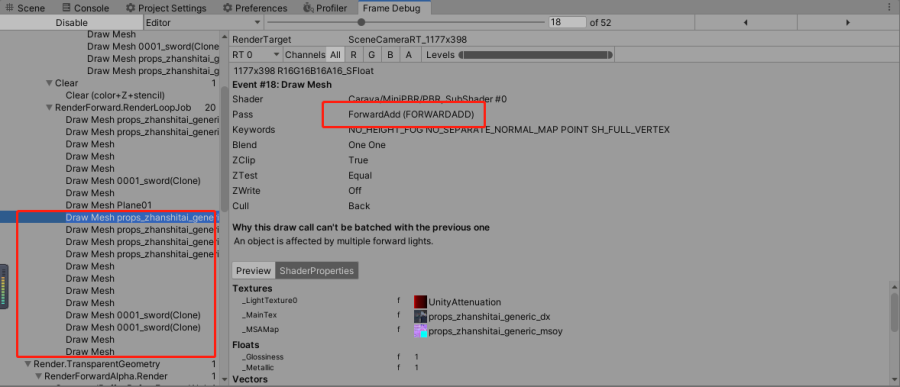 Scene Console Project Settings Preferences Profiler Frame Debug
Disable Editor 18 of 52
Draw Mesh
Draw Mesh 0001_sword(Clone
Draw Mesh props_zhanshitai_g
Draw Mesh props_zhanshitai_g
Clear 1
Clear (color+Z+stencil)
RenderForward.RenderLoopJob 20
Draw Mesh props_zhanshitai_generi
Draw Mesh props_zhanshitai_generi
Draw Mesh
Draw Mesh
Draw Mesh
Draw Mesh 0001_sword(Clone)
Draw Mesh
Draw Mesh Plane01
Draw Mesh props_zhanshitai_generi
Draw Mesh props_zhanshitai_generi
Draw Mesh props_zhanshitai_generi
Draw Mesh props_zhanshitai_generi
Draw Mesh
Draw Mesh
Draw Mesh
Draw Mesh
Draw Mesh 0001_sword(Clone)
Draw Mesh 0001_sword(Clone)
Draw Mesh
Draw Mesh
Render.TransparentGeometry 1
RenderForwardAlpha.Render 1
RenderTarget SceneCameraRT_1177x398
RT 0 Channels All R G B A Levels
1177x398 R16G16B16A16_SFloat
Event #18: Draw Mesh
Shader Caraya/MiniPBR/PBR, SubShader #0
Pass ForwardAdd (FORWARDADD)
Keywords NO_HEIGHT_FOG NO_SEPARATE_NORMAL_MAP POINT SH_FULL_VERTEX
Blend One One
ZClip True
ZTest Equal
ZWrite Off
Cull Back
Why this draw call can't be batched with the previous one
An object is affected by multiple forward lights.
Preview ShaderProperties
Textures
_LightTexture0 f UnityAttenuation
_MainTex f props_zhanshitai_generic_dx
_MSAMap f props_zhanshitai_generic_msoy
Floats
_Glossiness f 1
_Metallic f 1
Vectors